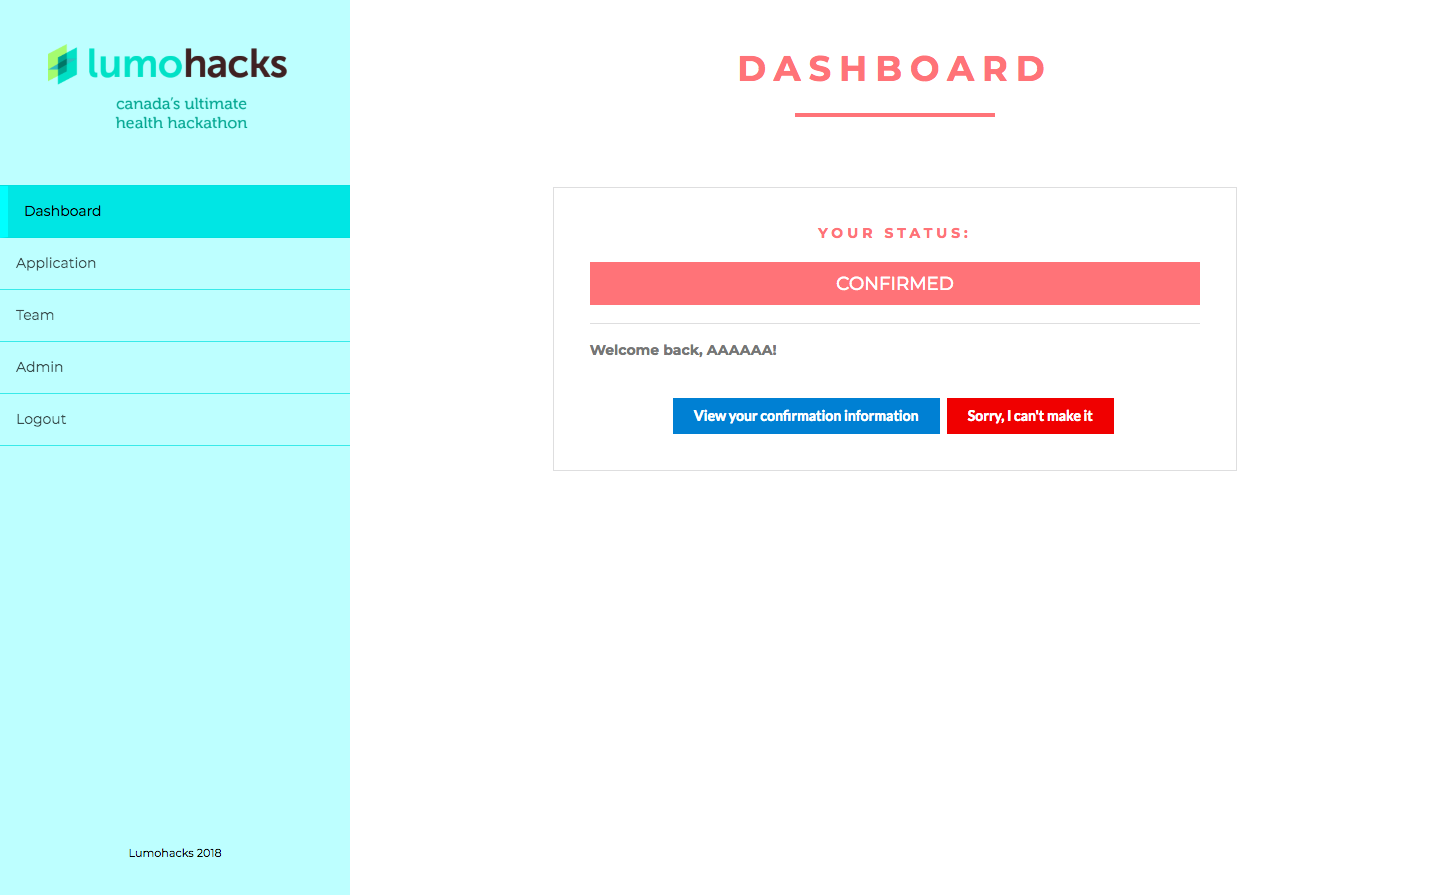 lumohacks
canada's ultimate
health hackathon
Dashboard
Application
Team
Admin
Logout
Lumohacks 2018
DASHBOARD
YOUR STATUS:
CONFIRMED
Welcome back, AAAAAA!
View your confirmation information
Sorry, I can't make it